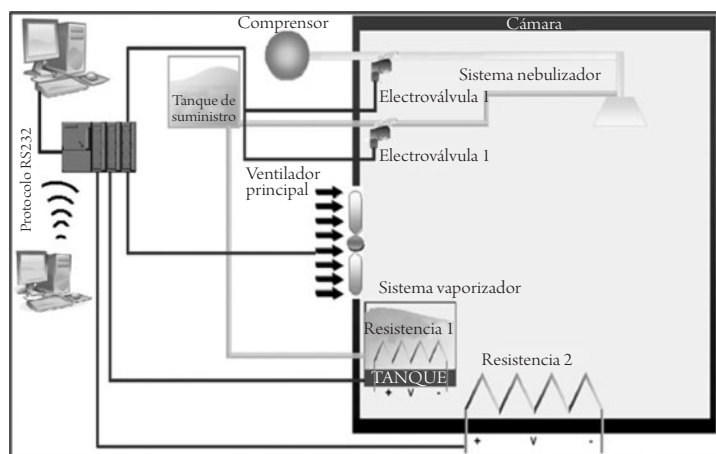 Comprensor
Cámara
Sistema nebulizador
Tanque de
suministro
Electroválvula 1
Electroválvula 1
Protocolo RS232
Ventilador
principal
Sistema vaporizador
Resistencia 1
TANQUE
+ V -
Resistencia 2
+ V -